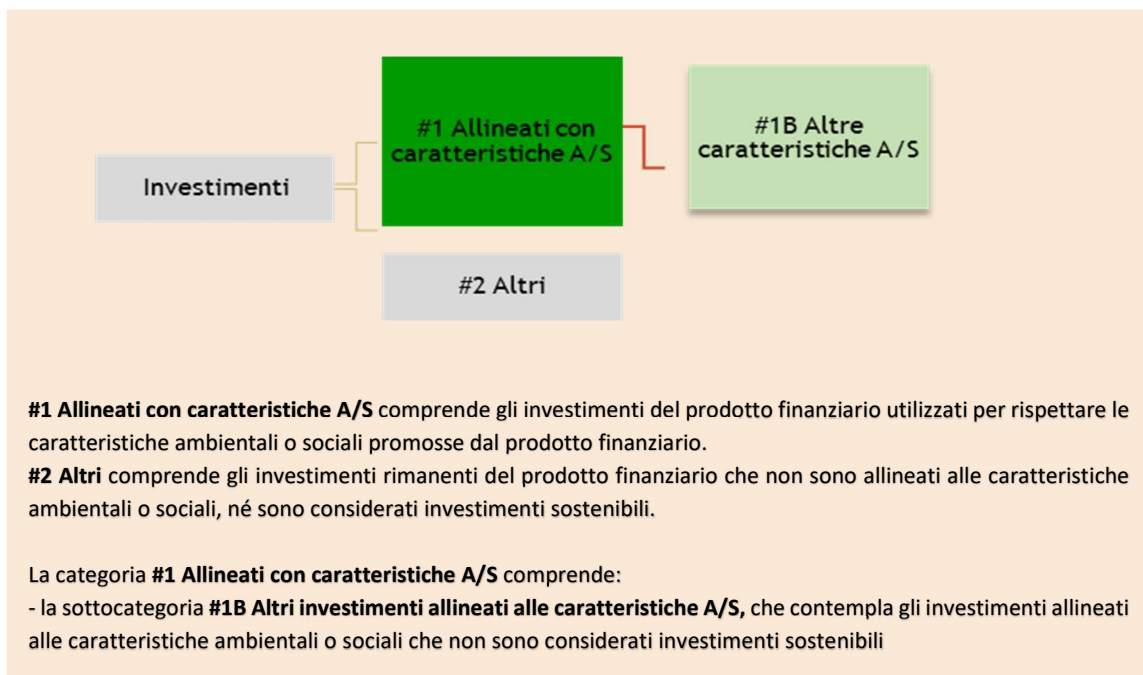 #1 Allineati con
caratteristiche A/S
#1B Altre
caratteristiche A/S
Investimenti
#2 Altri
#1 Allineati con caratteristiche A/S comprende gli investimenti del prodotto finanziario utilizzati per rispettare le
caratteristiche ambientali o sociali promosse dal prodotto finanziario.
#2 Altri comprende gli investimenti rimanenti del prodotto finanziario che non sono allineati alle caratteristiche
ambientali o sociali, né sono considerati investimenti sostenibili.
La categoria #1 Allineati con caratteristiche A/S comprende:
- la sottocategoria #1B Altri investimenti allineati alle caratteristiche A/S, che contempla gli investimenti allineati
alle caratteristiche ambientali o sociali che non sono considerati investimenti sostenibili